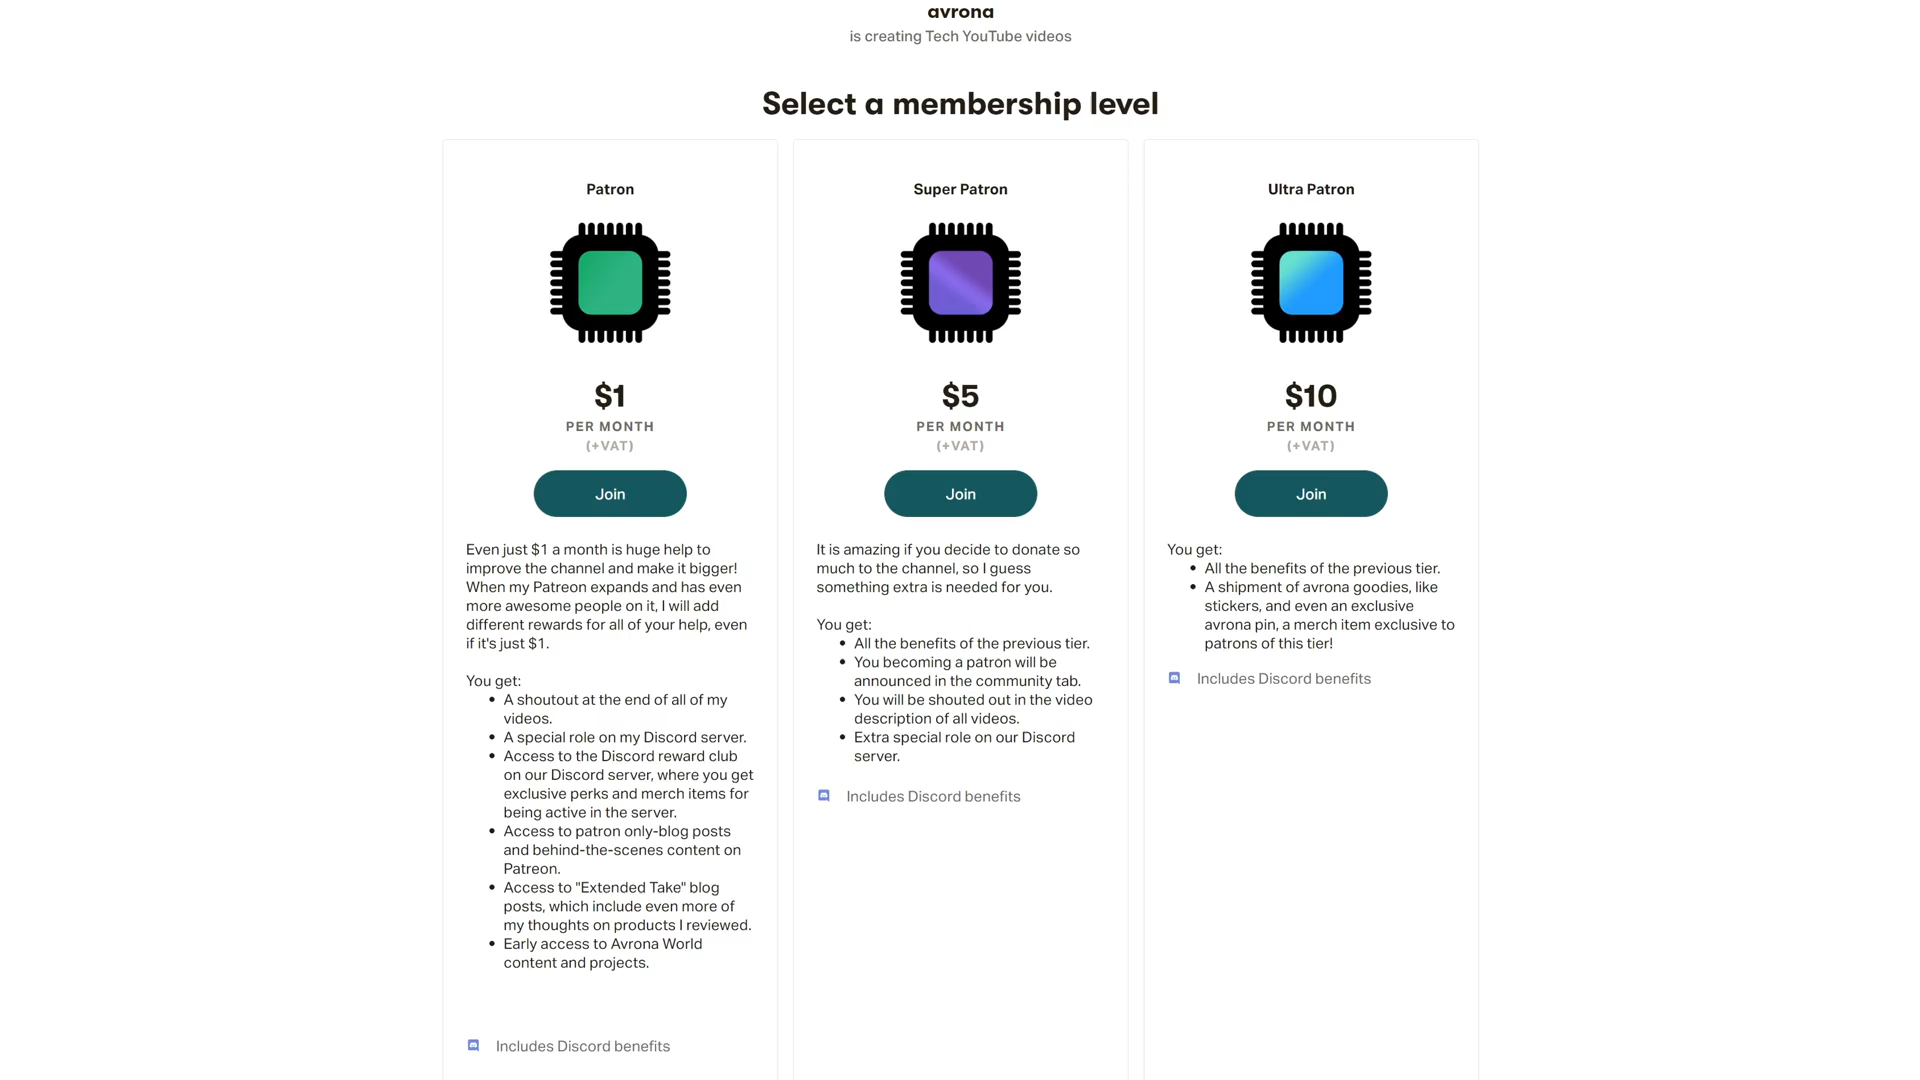 avrona
is creating Tech YouTube videos
Select a membership level
Patron
$1
PER MONTH
(+VAT)
Join
Even just $1 a month is huge help to
improve the channel and make it bigger!
When my Patreon expands and has even
more awesome people on it, I will add
different rewards for all of your help, even
if it's just $1.
You get:
• A shoutout at the end of all of my
videos.
• A special role on my Discord server.
• Access to the Discord reward club
on our Discord server, where you get
exclusive perks and merch items for
being active in the server.
• Access to patron only-blog posts
and behind-the-scenes content on
Patreon.
• Access to "Extended Take" blog
posts, which include even more of
my thoughts on products I reviewed.
• Early access to Avrona World
content and projects.
Includes Discord benefits
Super Patron
$5
PER MONTH
(+VAT)
Join
It is amazing if you decide to donate so
much to the channel, so I guess
something extra is needed for you.
You get:
• All the benefits of the previous tier.
• You becoming a patron will be
announced in the community tab.
• You will be shouted out in the video
description of all videos.
• Extra special role on our Discord
server.
Includes Discord benefits
Ultra Patron
$10
PER MONTH
(+VAT)
Join
You get:
• All the benefits of the previous tier.
• A shipment of avrona goodies, like
stickers, and even an exclusive
avrona pin, a merch item exclusive to
patrons of this tier!
Includes Discord benefits